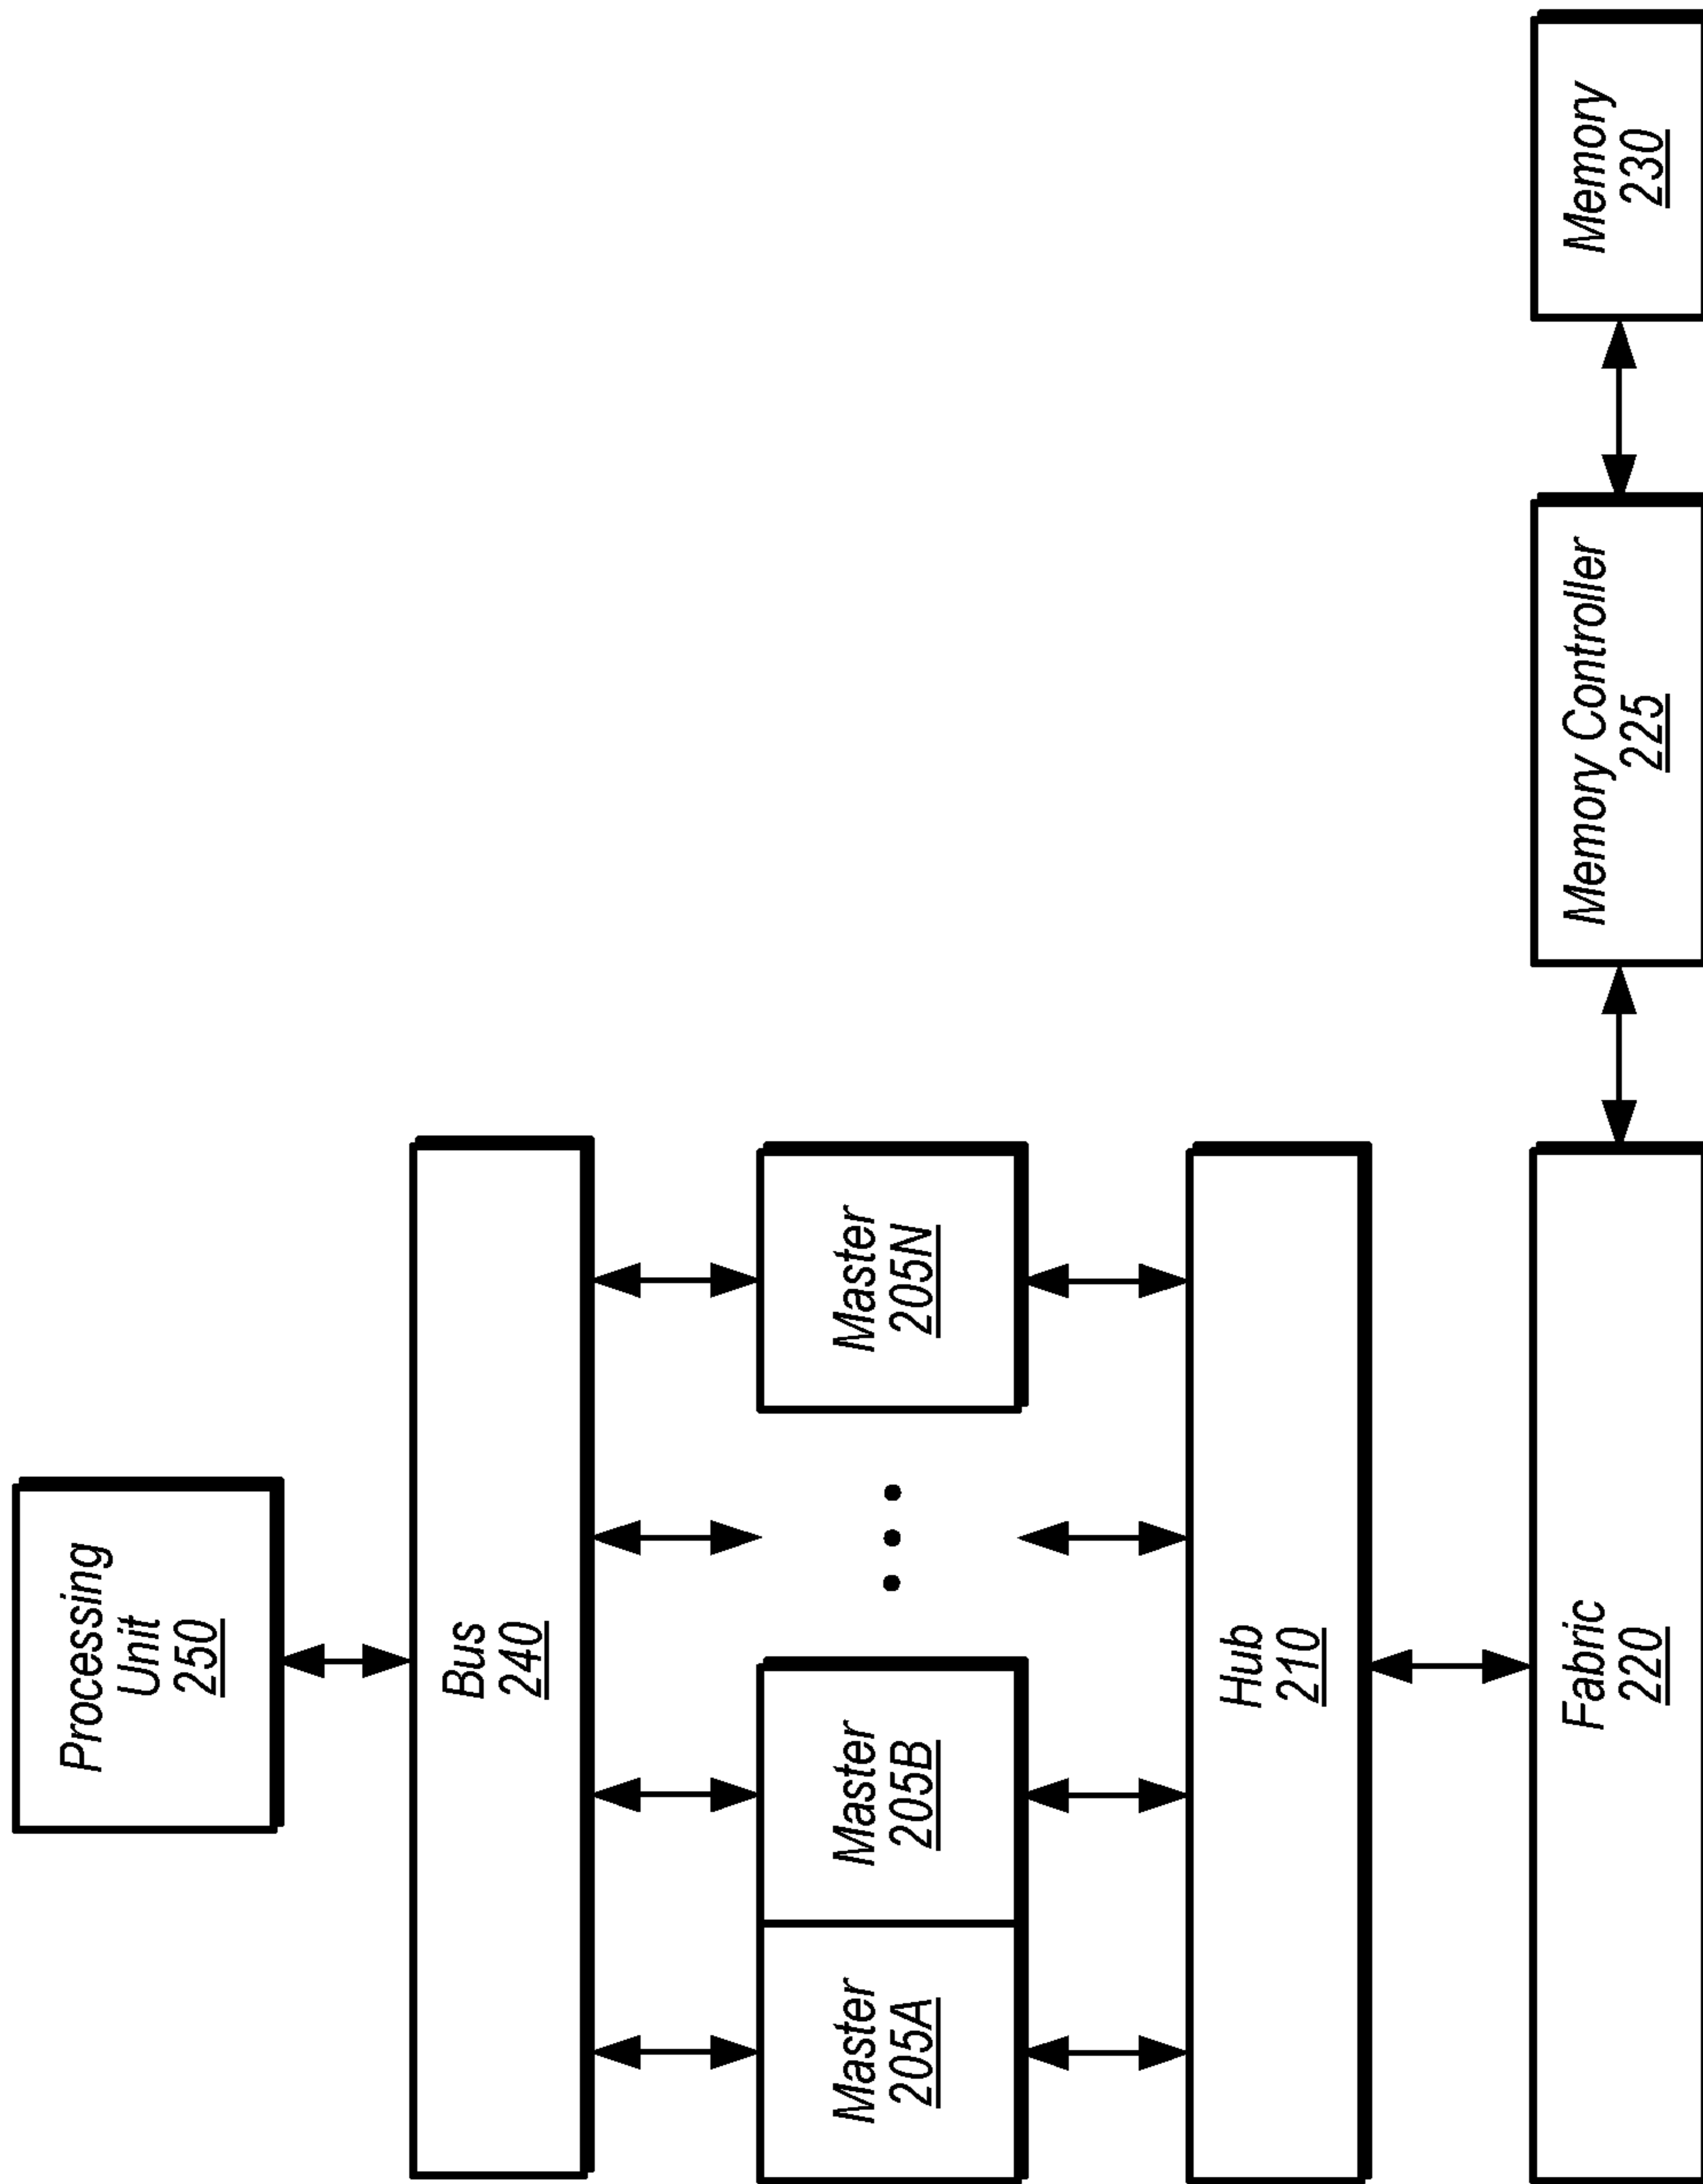 Processing
Unit
250
Bus
240
Master
205A
Master
205B
Master
205N
Hub
210
Fabric
220
Memory Controller
225
Memory
230